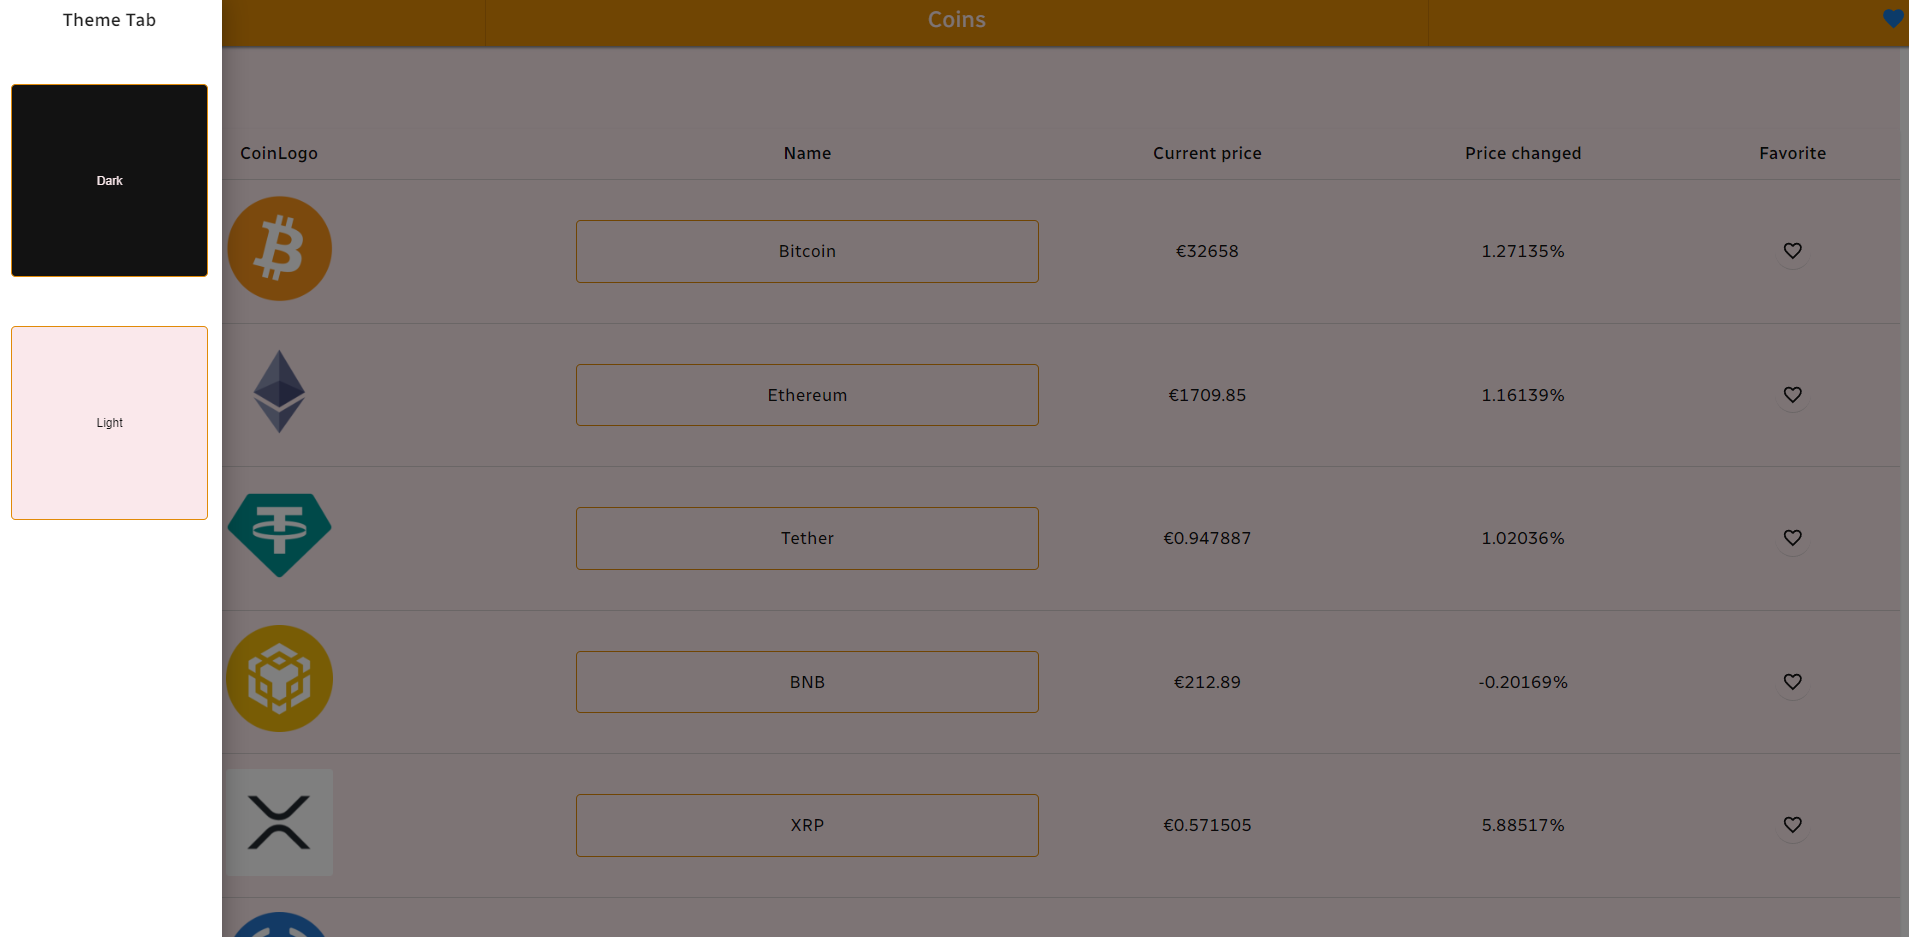 Theme Tab
Dark
Light
Coins
CoinLogo Name Current price Price changed Favorite
Bitcoin €32658 1.27135%
Ethereum €1709.85 1.16139%
Tether €0.947887 1.02036%
BNB €212.89 -0.20169%
XRP €0.571505 5.88517%